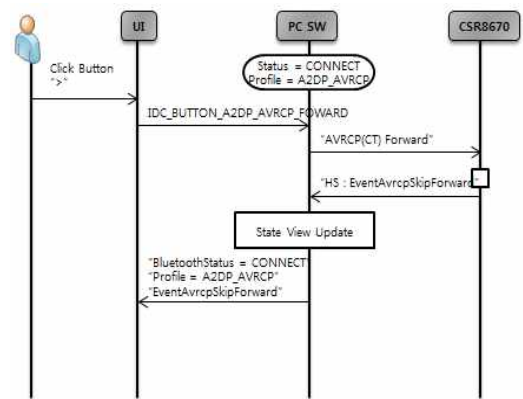 UI
PC SW
CSR8670
Status = CONNECT
Profile = A2DP_AVRCP
Click Button
">"
IDC_BUTTON_A2DP_AVRCP_FOWARD
"AVRCP(CT) Forward"
"HS : EventAvrcpSkipForward"
State View Update
"BluetoothStatus = CONNECT"
"Profile = A2DP_AVRCP"
"EventAvrcpSkipForward"